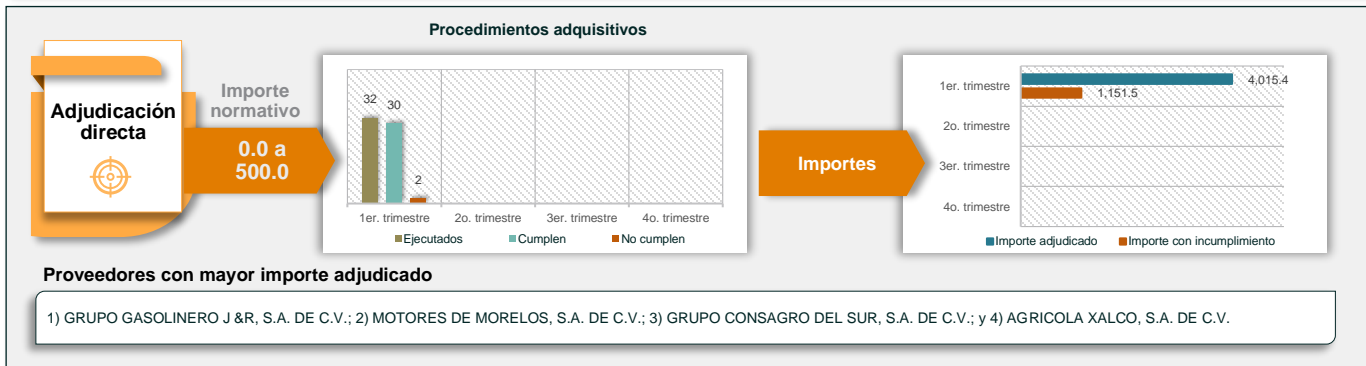 Procedimientos adquisitivos
Adjudicación
directa
Importe
normativo
0.0 a
500.0
32
30
2
1er. trimestre
2o. trimestre
3er. trimestre
4o. trimestre
Ejecutados
Cumplen
No cumplen
Importes
1er. trimestre
2o. trimestre
3er. trimestre
4o. trimestre
4,015.4
1,151.5
Importe adjudicado
Importe con incumplimiento
Proveedores con mayor importe adjudicado
1) GRUPO GASOLINERO J &R, S.A. DE C.V.; 2) MOTORES DE MORELOS, S.A. DE C.V.; 3) GRUPO CONSAGRO DEL SUR, S.A. DE C.V.; y 4) AGRICOLA XALCO, S.A. DE C.V.